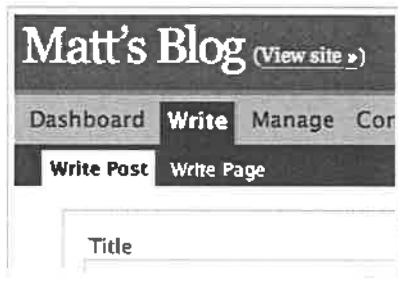 Matt's Blog (View site »)
Dashboard Write Manage
Write Post Write Page
Title